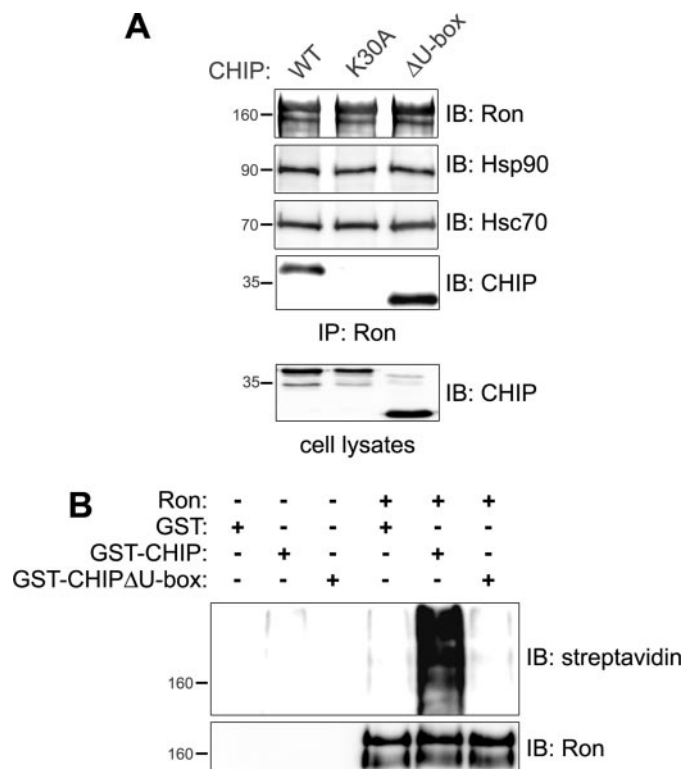 A
CHIP: WT K30A ΔU-box
160 IB: Ron
90 IB: Hsp90
70 IB: Hsc70
35 IB: CHIP
IP: Ron
35 IB: CHIP
cell lysates
B
Ron: - - - + + +
GST: + - - + - -
GST-CHIP: - + - - + -
GST-CHIPΔU-box: - - + - - +
IB: streptavidin
160
160 IB: Ron